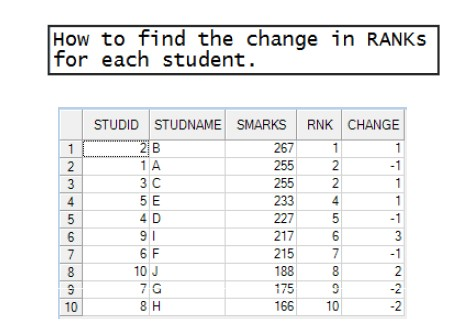 How to find the change in RANKs
for each student.
STUDID STUDNAME SMARKS RNK CHANGE
1 2 B 267 1 1
2 1 A 255 2 -1
3 3 C 255 2 1
4 5 E 233 4 1
5 4 D 227 5 -1
6 9 I 217 6 3
7 6 F 215 7 -1
8 10 J 188 8 2
9 7 G 175 9 -2
10 8 H 166 10 -2